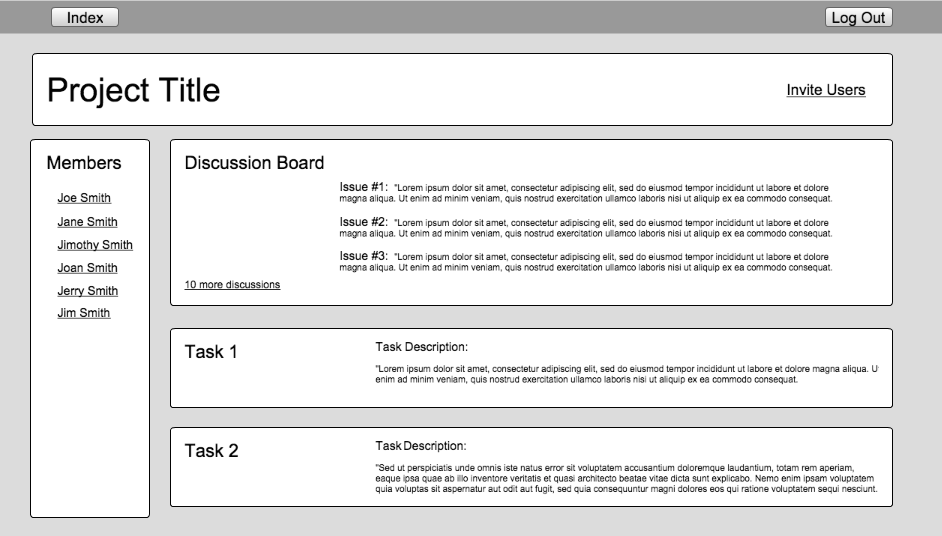 Index
Log Out
Project Title
Invite Users
Members
Joe Smith
Jane Smith
Jimothy Smith
Joan Smith
Jerry Smith
Jim Smith
Discussion Board
Issue #1: "Lorem ipsum dolor sit amet, consectetur adipiscing elit, sed do eiusmod tempor incididunt ut labore et dolore
magna aliqua. Ut enim ad minim veniam, quis nostrud exercitation ullamco laboris nisi ut aliquip ex ea commodo consequat.
Issue #2: "Lorem ipsum dolor sit amet, consectetur adipiscing elit, sed do eiusmod tempor incididunt ut labore et dolore
magna aliqua. Ut enim ad minim veniam, quis nostrud exercitation ullamco laboris nisi ut aliquip ex ea commodo consequat.
Issue #3: "Lorem ipsum dolor sit amet, consectetur adipiscing elit, sed do eiusmod tempor incididunt ut labore et dolore
magna aliqua. Ut enim ad minim veniam, quis nostrud exercitation ullamco laboris nisi ut aliquip ex ea commodo consequat.
10 more discussions
Task 1
Task Description:
"Lorem ipsum dolor sit amet, consectetur adipiscing elit, sed do eiusmod tempor incididunt ut labore et dolore magna aliqua. U
enim ad minim veniam, quis nostrud exercitation ullamco laboris nisi ut aliquip ex ea commodo consequat.
Task 2
Task Description:
"Sed ut perspiciatis unde omnis iste natus error sit voluptatem accusantium doloremque laudantium, totam rem aperiam,
eaque ipsa quae ab illo inventore veritatis et quasi architecto beatae vitae dicta sunt explicabo. Nemo enim ipsam voluptatem
quia voluptas sit aspernatur aut odit aut fugit, sed quia consequuntur magni dolores eos qui ratione voluptatem sequi nesciunt.